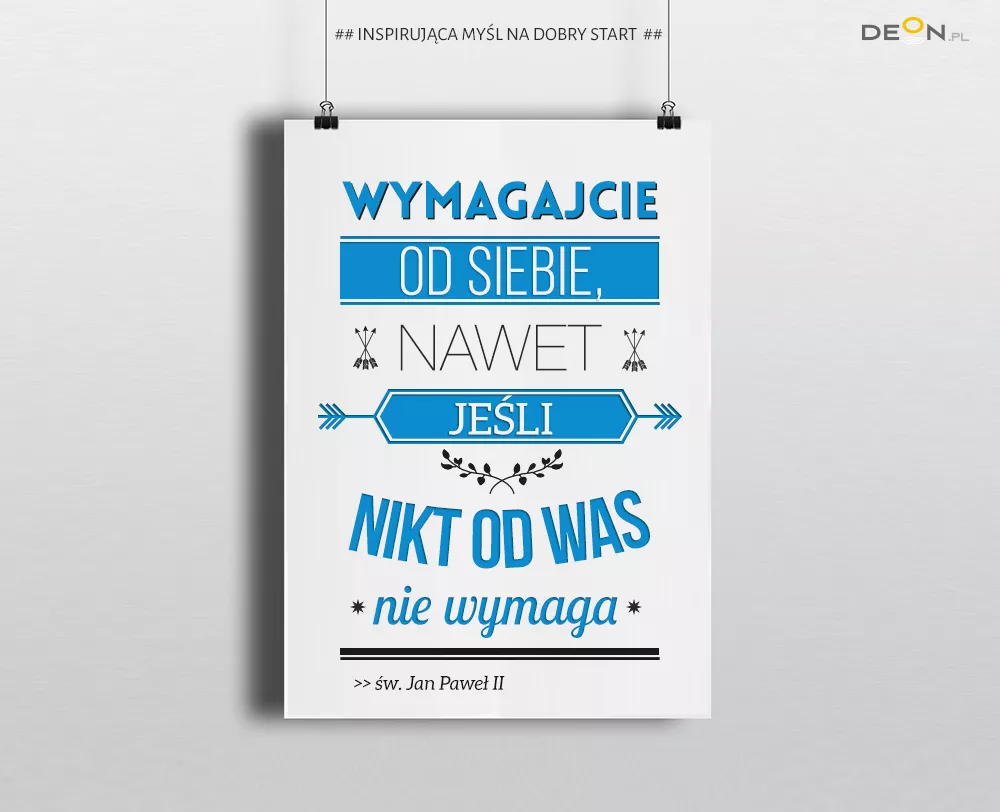 ## INSPIRUJĄCA MYŚL NA DOBRY START ##
DEON.PL
WYMAGAJCIE
OD SIEBIE,
NAWET
JEŚLI
NIKT OD WAS
nie wymaga
>> św. Jan Paweł II